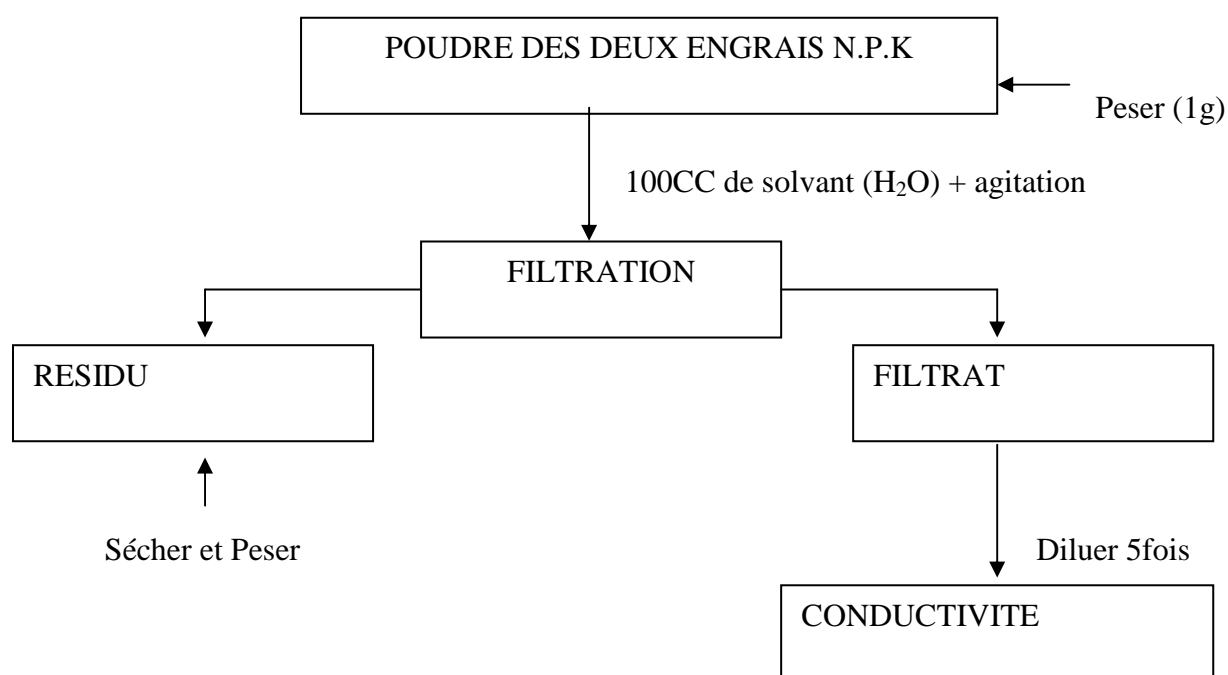 POUDRE DES DEUX ENGRAIS N.P.K
Peser (1g)
100CC de solvant (H₂O) + agitation
FILTRATION
RESIDU
FILTRAT
Sécher et Peser
Diluer 5fois
CONDUCTIVITE